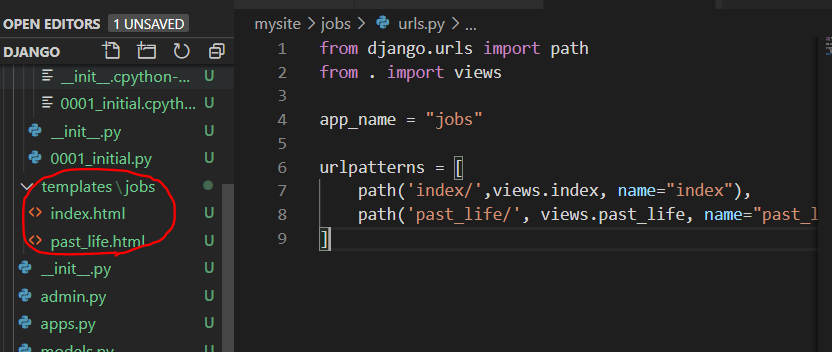 OPEN EDITORS 1 UNSAVED
DJANGO
__init__.cpython-... U
0001_initial.cpyth... U
__init__.py U
0001_initial.py U
templates\jobs
index.html U
past_life.html U
__init__.py U
admin.py U
apps.py U
models.py U
mysite > jobs > urls.py > ...
1 from django.urls import path
2 from . import views
3
4 app_name = "jobs"
5
6 urlpatterns = [
7 path('index/',views.index, name="index"),
8 path('past_life/', views.past_life, name="past_l
9 ]